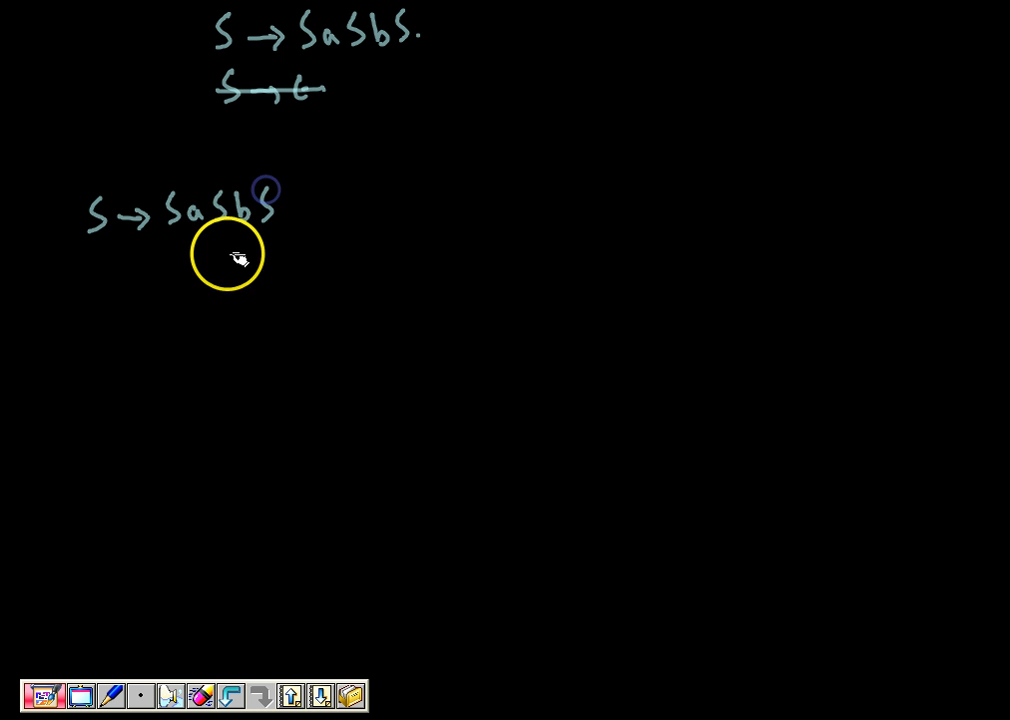 S → SaSbS.
S → ϵ
S → SaSbS